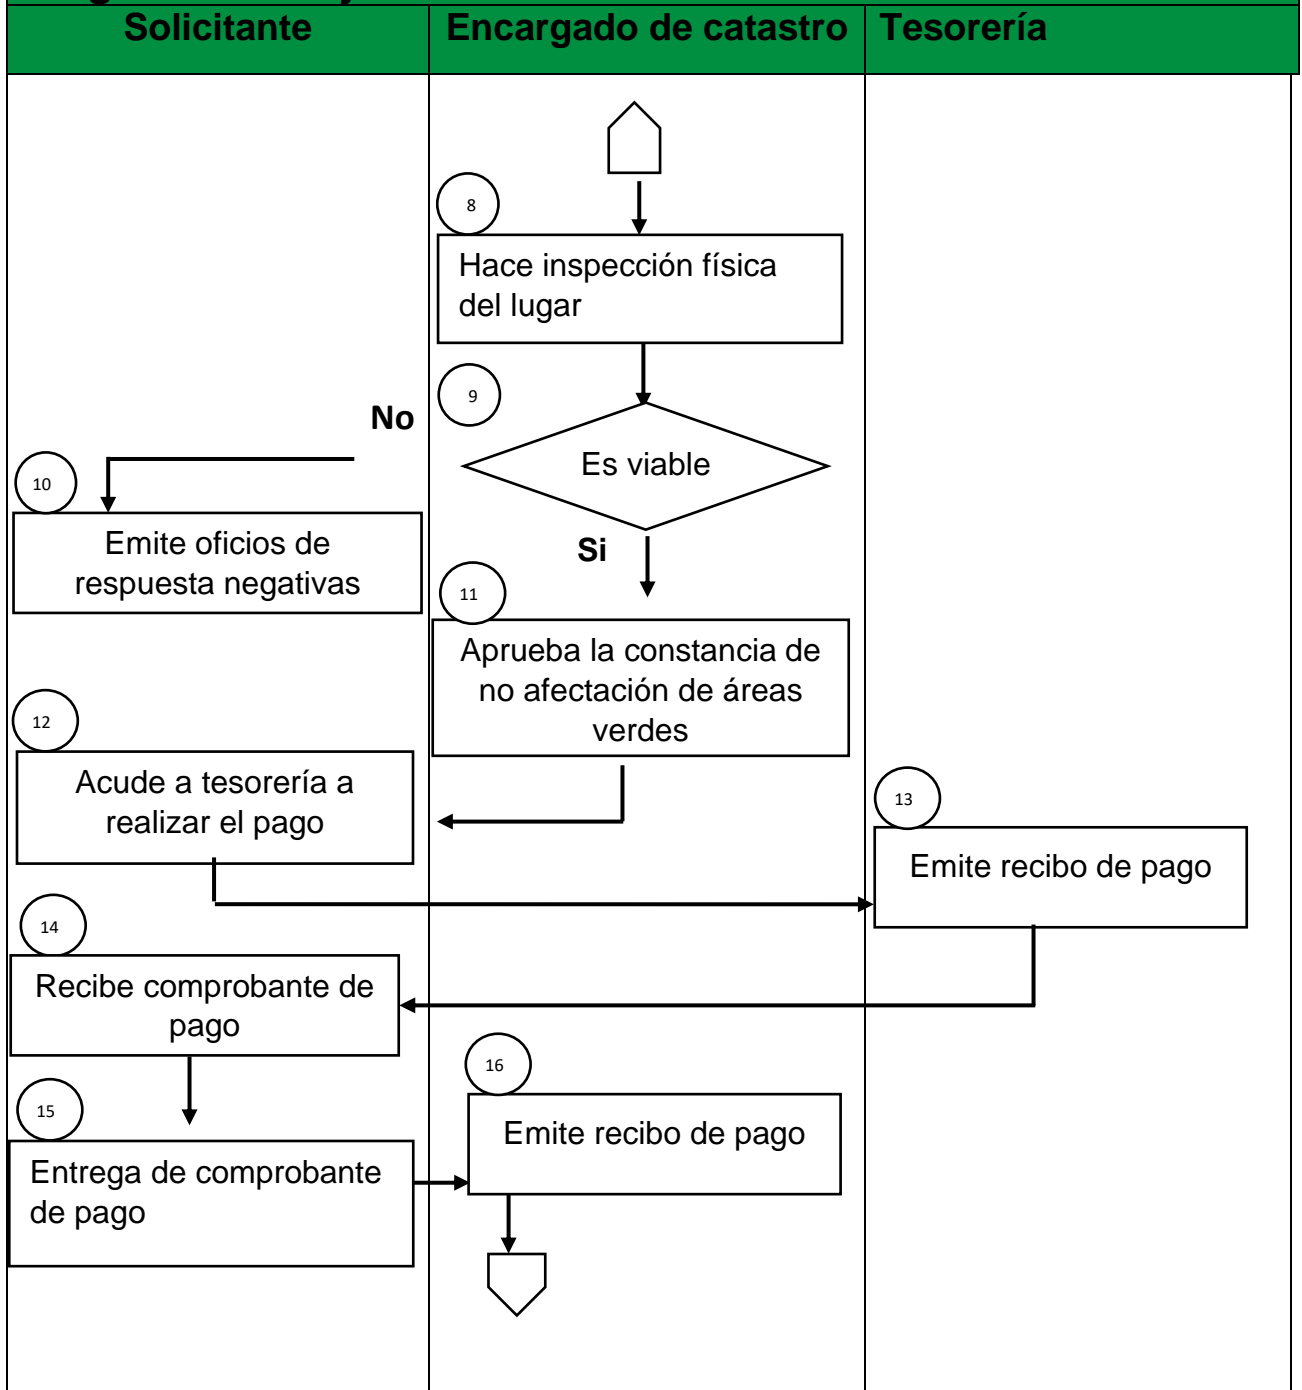 Solicitante
Encargado de catastro
Tesorería
8
Hace inspección física
del lugar
9
No
Es viable
10
Emite oficios de
respuesta negativas
Si
11
Aprueba la constancia de
no afectación de áreas
verdes
12
Acude a tesorería a
realizar el pago
13
Emite recibo de pago
14
Recibe comprobante de
pago
16
Emite recibo de pago
15
Entrega de comprobante
de pago